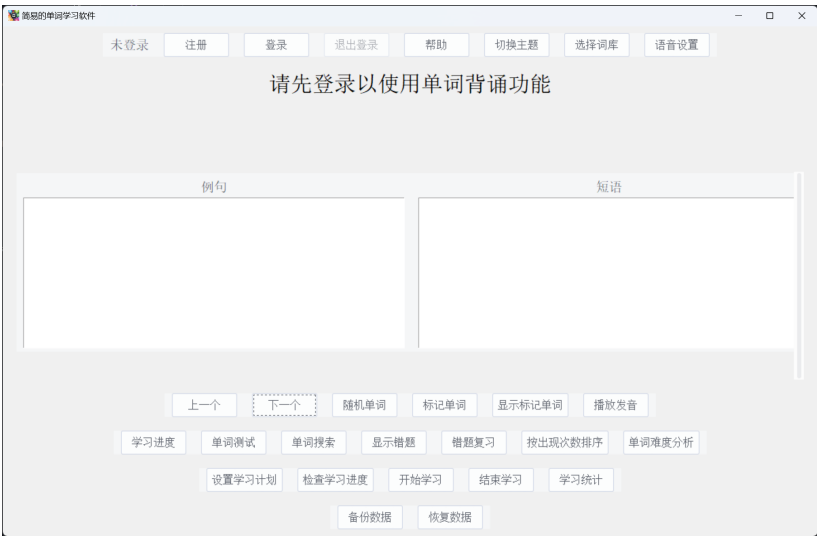 简易的单词学习软件
未登录 注册 登录 退出登录 帮助 切换主题 选择词库 语音设置
请先登录以使用单词背诵功能
例句 短语
上一个 下一个 随机单词 标记单词 显示标记单词 播放发音
学习进度 单词测试 单词搜索 显示错题 错题复习 按出现次数排序 单词难度分析
设置学习计划 检查学习进度 开始学习 结束学习 学习统计
备份数据 恢复数据